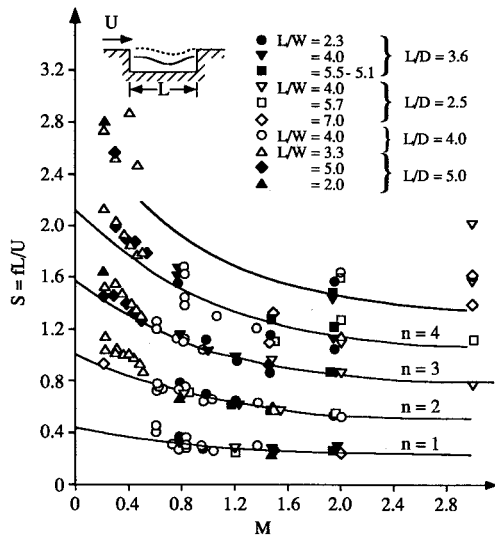 U
L
L/W = 2.3
= 4.0
= 5.5 - 5.1
L/D = 3.6
L/W = 4.0
= 5.7
= 7.0
L/D = 2.5
L/W = 4.0
L/D = 4.0
L/W = 3.3
= 5.0
= 2.0
L/D = 5.0
S = fL/U
3.2
2.8
2.4
2.0
1.6
1.2
0.8
0.4
0
n = 4
n = 3
n = 2
n = 1
0 0.4 0.8 1.2 1.6 2.0 2.4 2.8
M